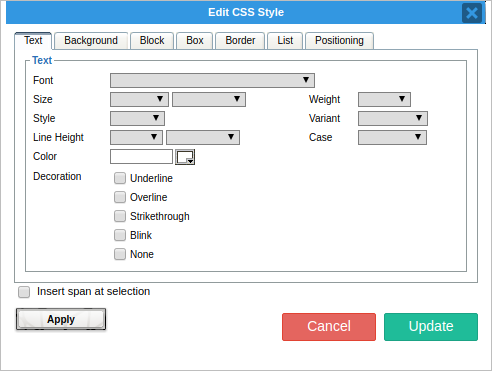 Edit CSS Style
Text Background Block Box Border List Positioning
Text
Font
Size Weight
Style Variant
Line Height Case
Color
Decoration Underline
Overline
Strikethrough
Blink
None
Insert span at selection
Apply Cancel Update